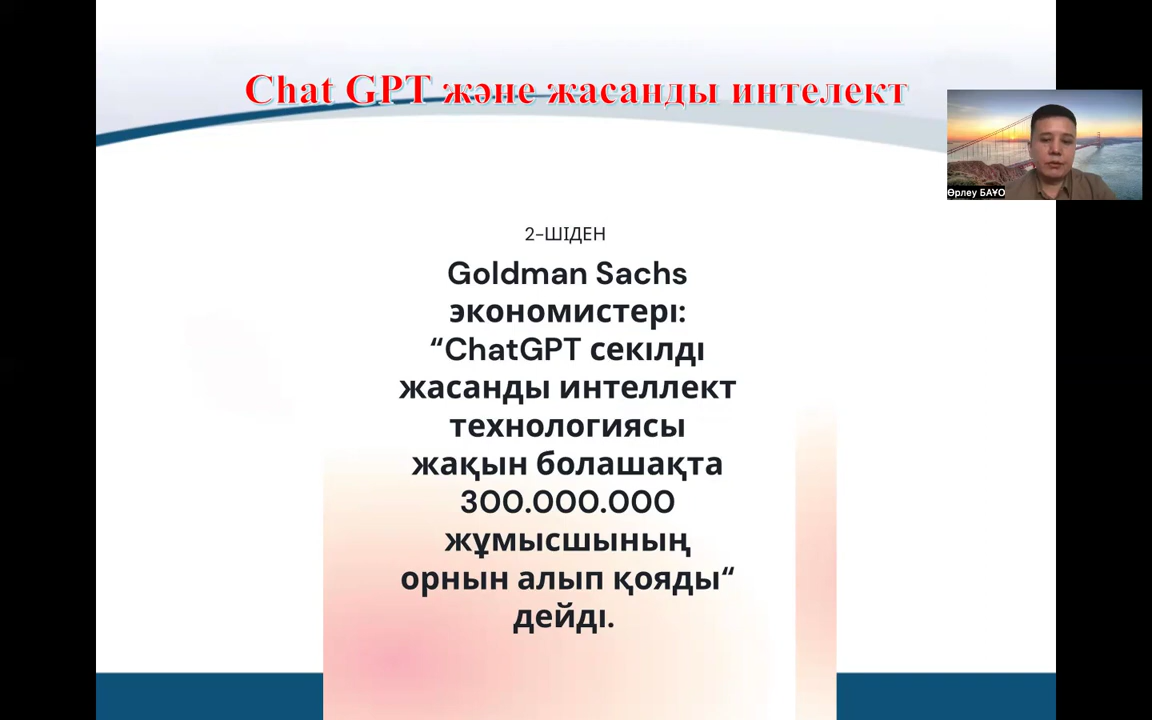 Chat GPT және жасанды интелект
Өрлеу БАҰО
2-ШІДЕН
Goldman Sachs
экономистері:
“ChatGPT секілді
жасанды интеллект
технологиясы
жақын болашақта
300.000.000
жұмысшының
орнын алып қояды“
дейді.